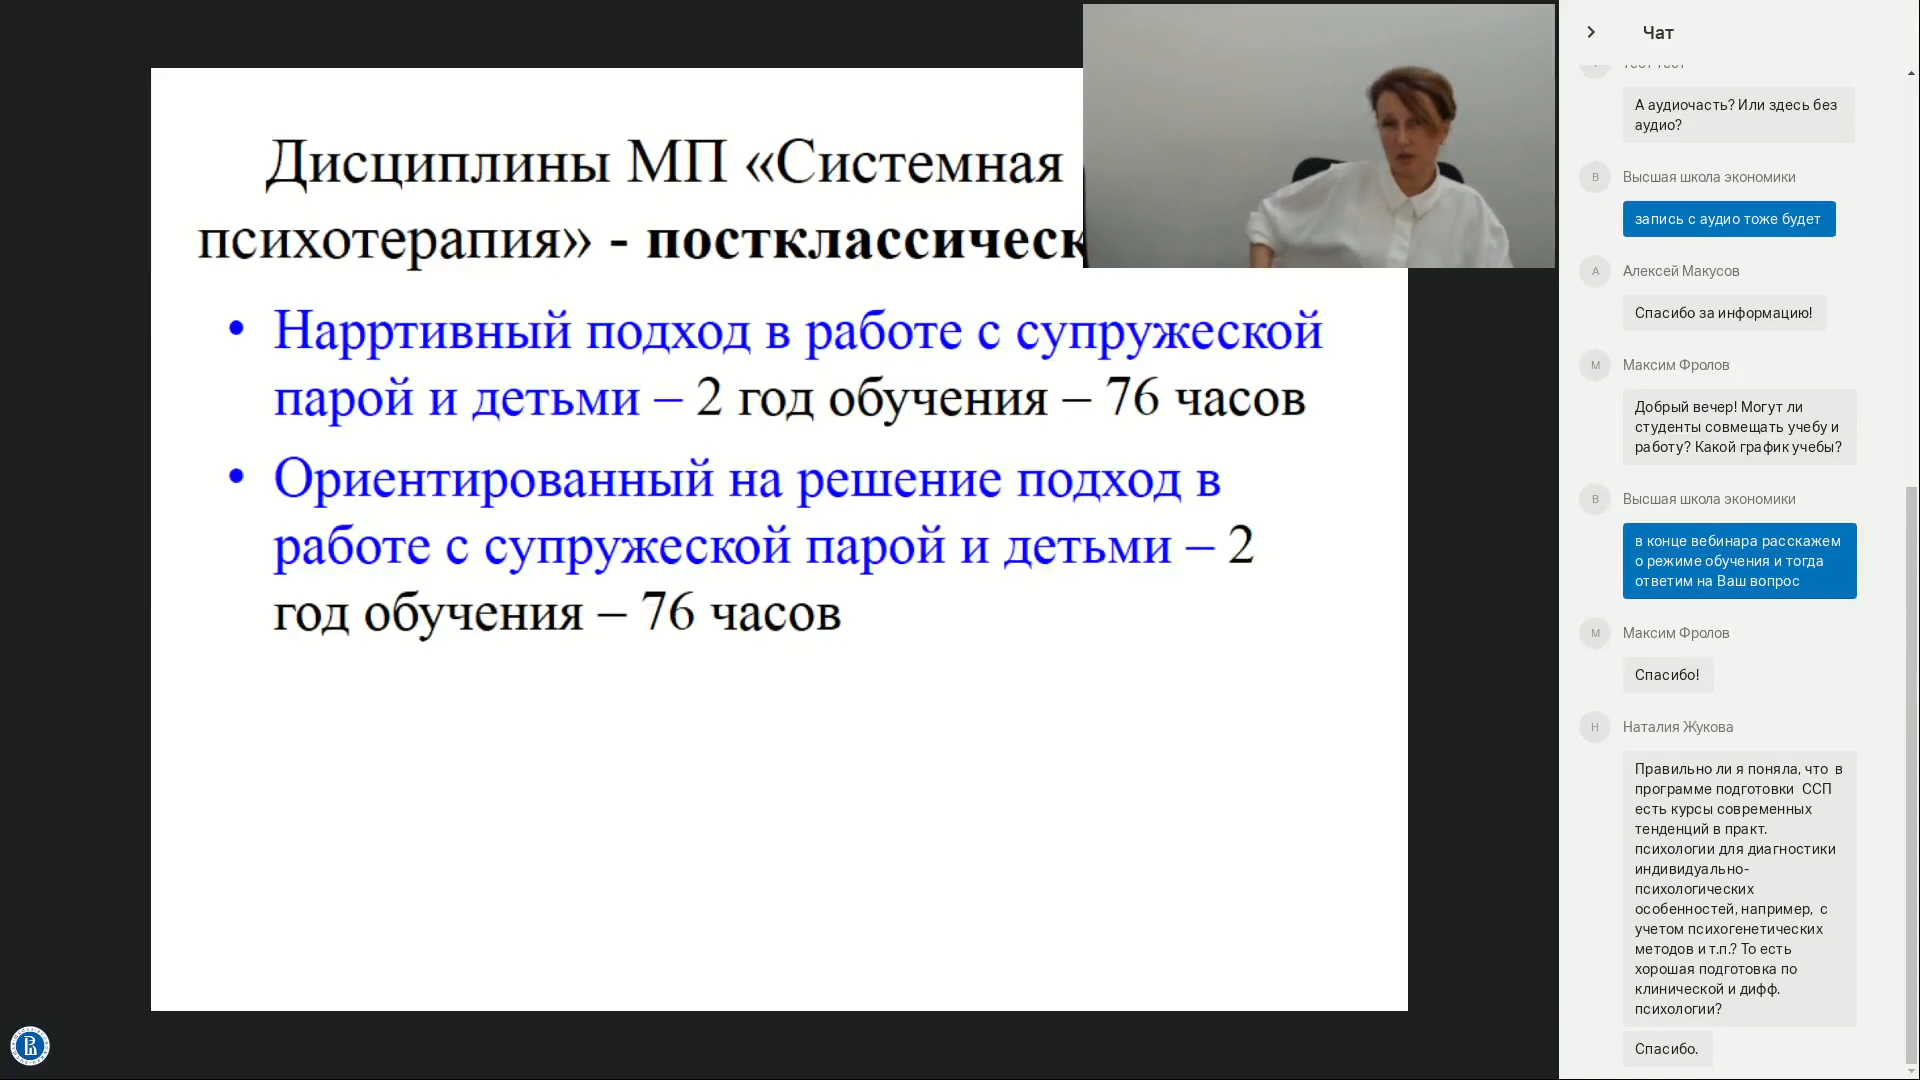 Дисциплины МП «Системная
психотерапия» - постклассическ
• Нарртивный подход в работе с супружеской
парой и детьми – 2 год обучения – 76 часов
• Ориентированный на решение подход в
работе с супружеской парой и детьми – 2
год обучения – 76 часов
Чат
А аудиочасть? Или здесь без
аудио?
В
Высшая школа экономики
запись с аудио тоже будет
А
Алексей Макусов
Спасибо за информацию!
М
Максим Фролов
Добрый вечер! Могут ли
студенты совмещать учебу и
работу? Какой график учебы?
В
Высшая школа экономики
в конце вебинара расскажем
о режиме обучения и тогда
ответим на Ваш вопрос
М
Максим Фролов
Спасибо!
Н
Наталия Жукова
Правильно ли я поняла, что в
программе подготовки ССП
есть курсы современных
тенденций в практ.
психологии для диагностики
индивидуально-
психологических
особенностей, например, с
учетом психогенетических
методов и т.п.? То есть
хорошая подготовка по
клинической и дифф.
психологии?
Спасибо.